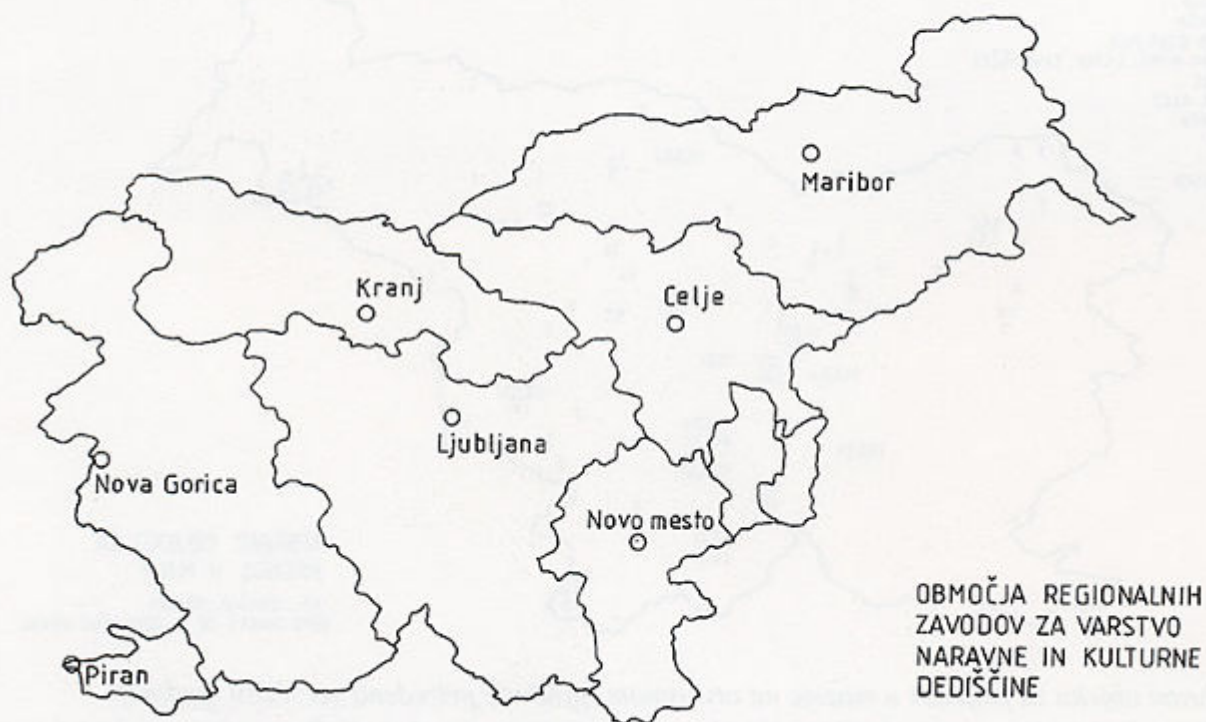 Maribor
Kranj
Celje
Ljubljana
Nova Gorica
Novo mesto
Piran
OBMOČJA REGIONALNIH
ZAVODOV ZA VARSTVO
NARAVNE IN KULTURNE
DEDIŠČINE